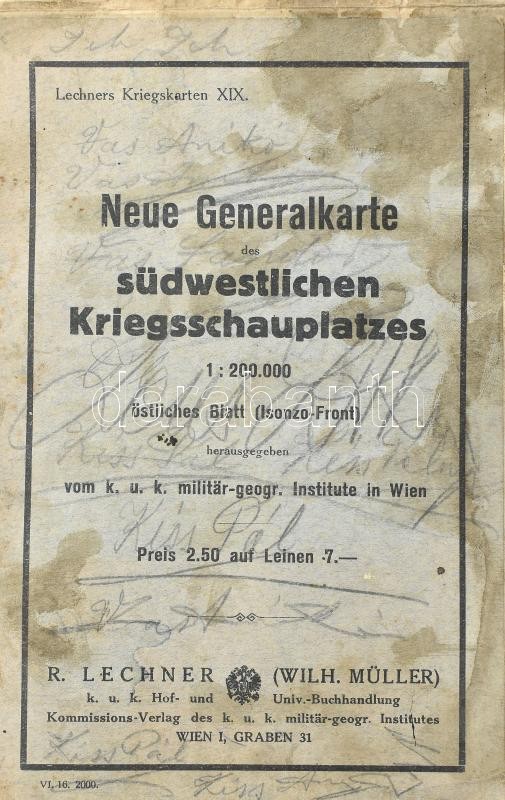 Ich Ich
Lechners Kriegskarten XIX.
Vas Anikó
Neue Generalkarte
des
südwestlichen
Kriegsschauplatzes
1 : 200.000
darabanth
östliches Blatt (Isonzo-Front)
herausgegeben
vom k. u. k. militär-geogr. Institute in Wien
Kiss Pál
Preis 2.50 auf Leinen 7.—
R. LECHNER (WILH. MÜLLER)
k. u. k. Hof- und Univ.-Buchhandlung
Kommissions-Verlag des k. u. k. militär-geogr. Institutes
WIEN I, GRABEN 31
Kiss Pál
VI. 16. 2000.
Kiss